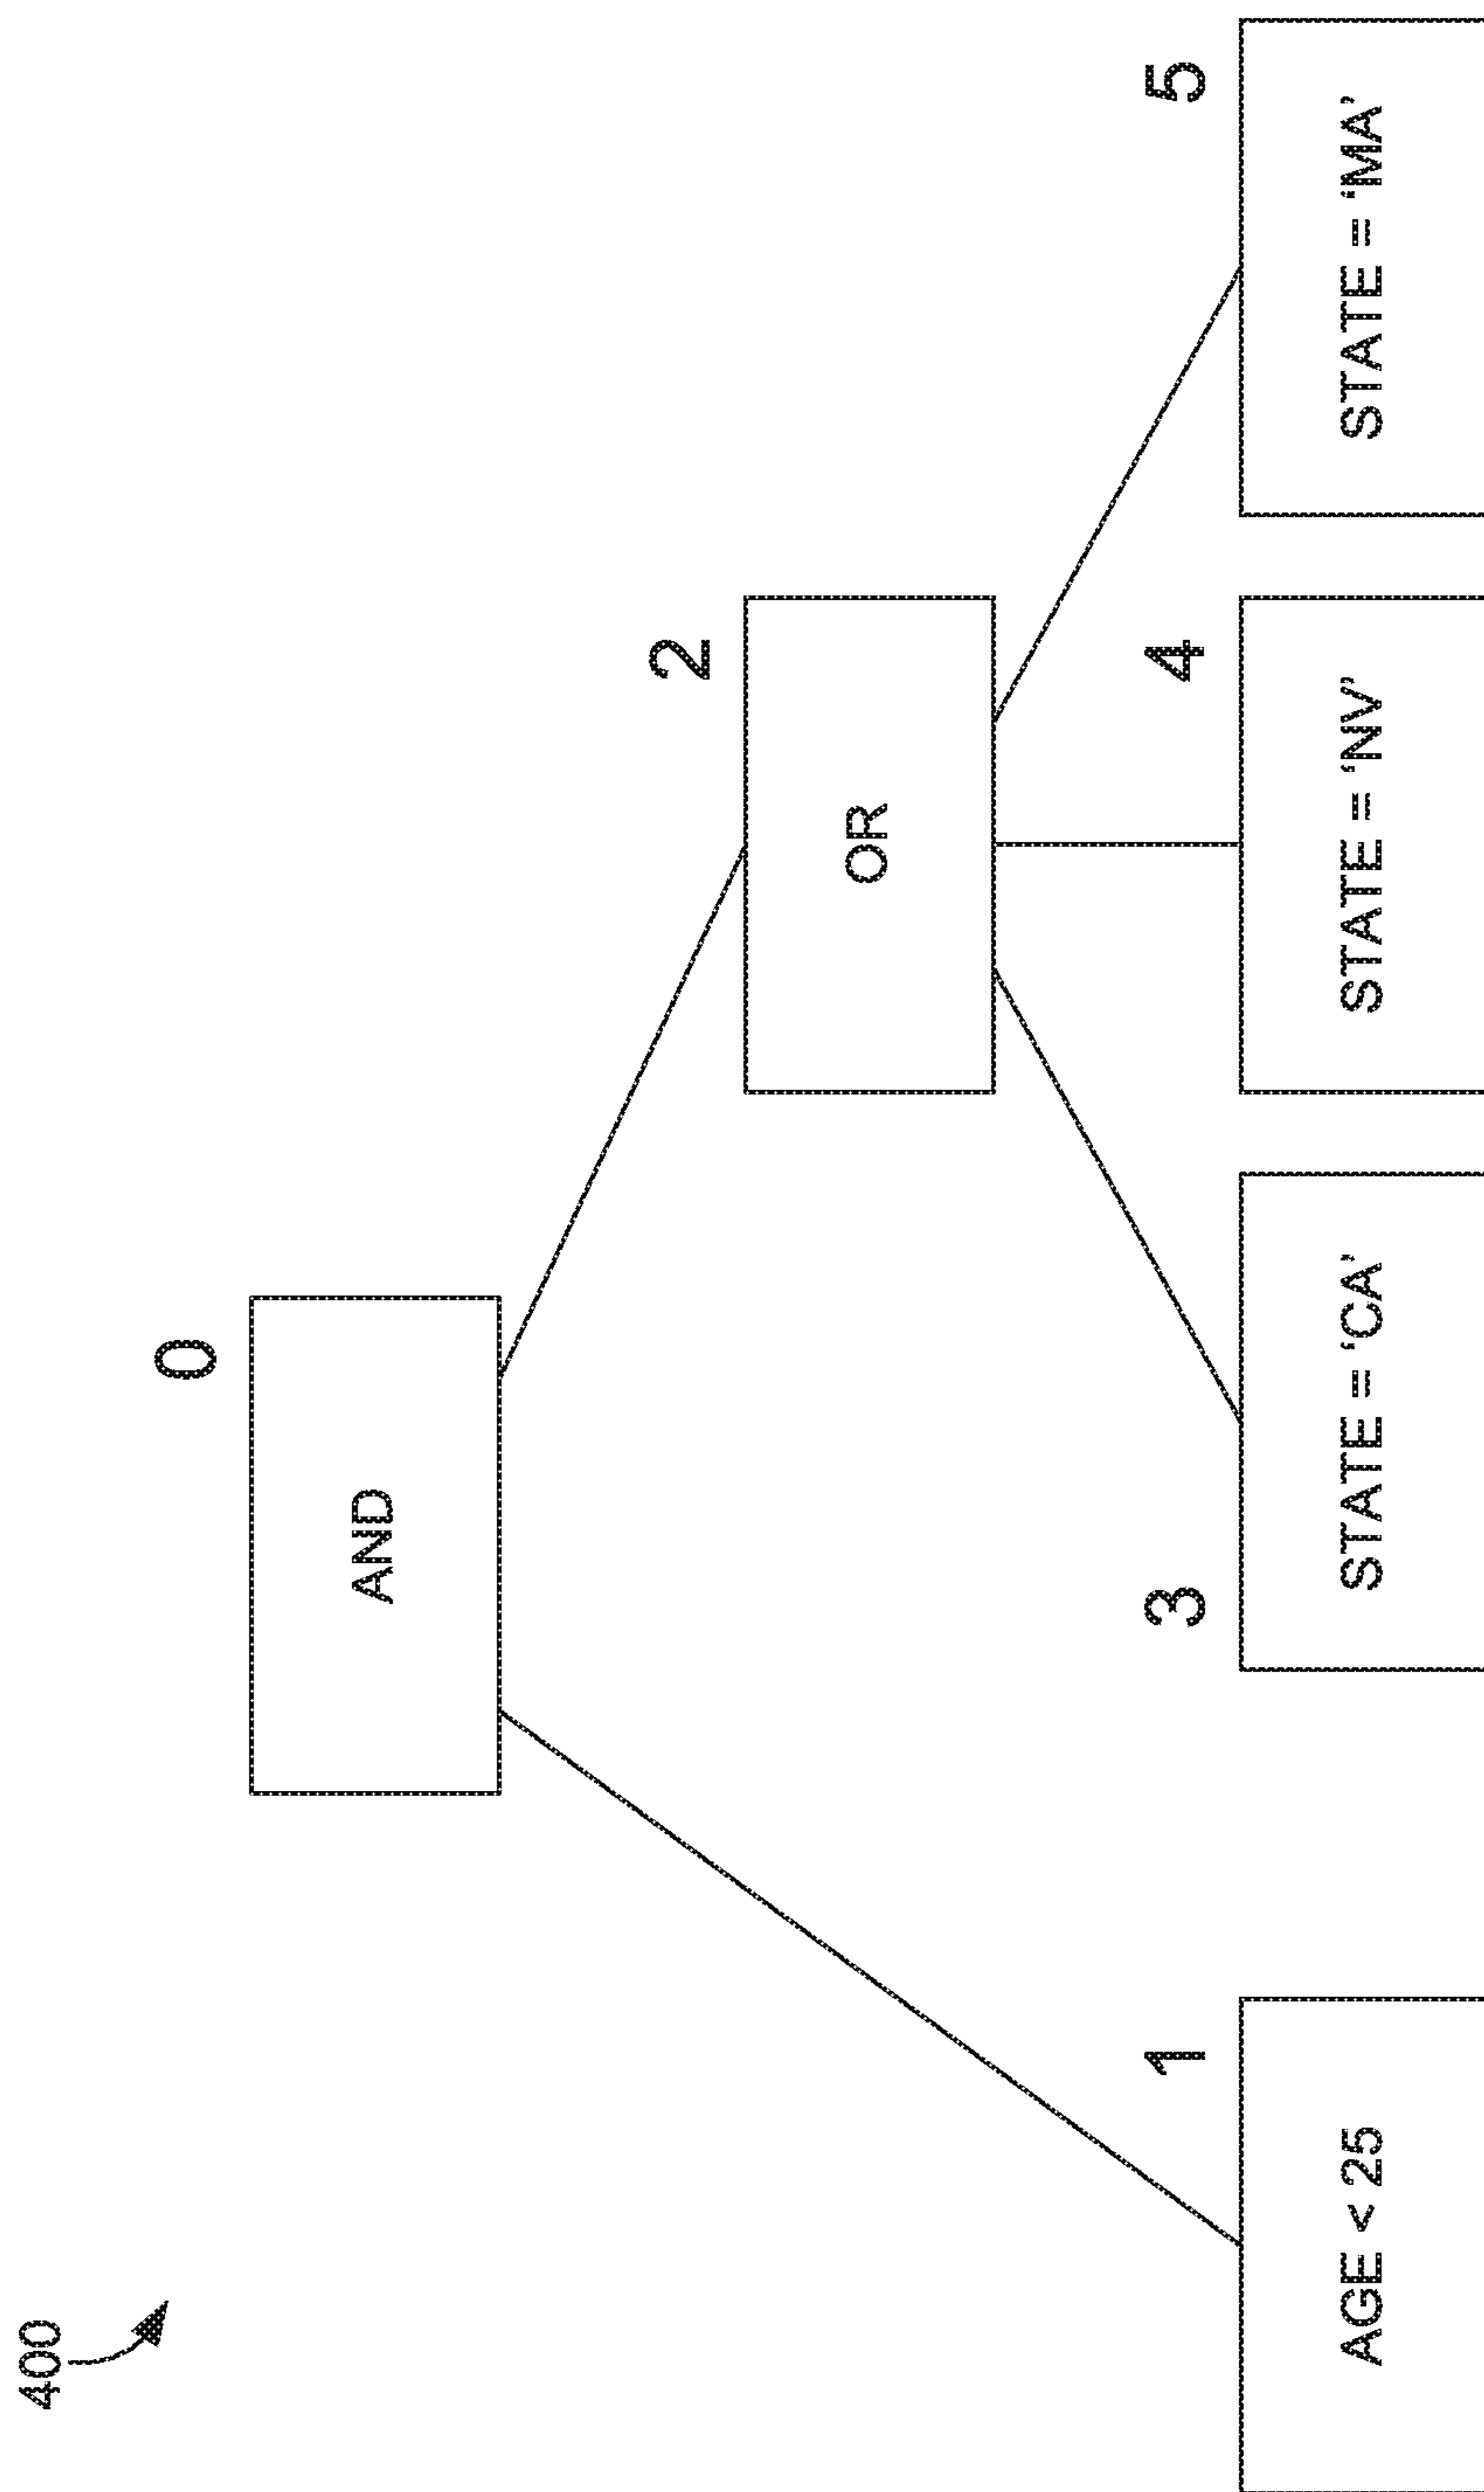 400
0
AND
2
OR
1
AGE < 25
3
STATE = ‘CA’
4
STATE = ‘NV’
5
STATE = ‘MA’